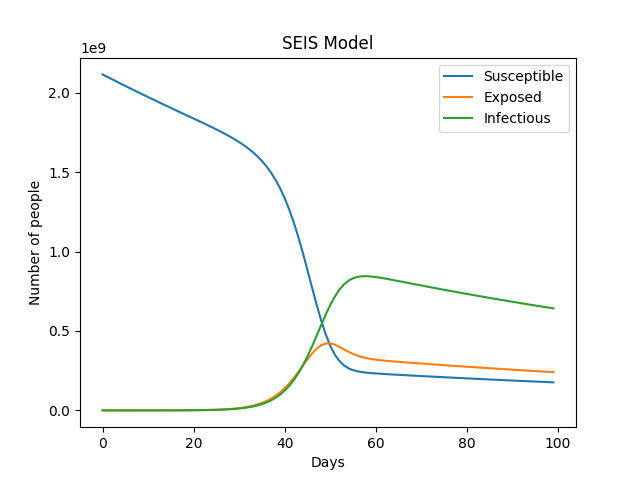 SEIS Model
1e9
Susceptible
Exposed
Infectious
2.0
1.5
1.0
0.5
0.0
Number of people
0 20 40 60 80 100
Days